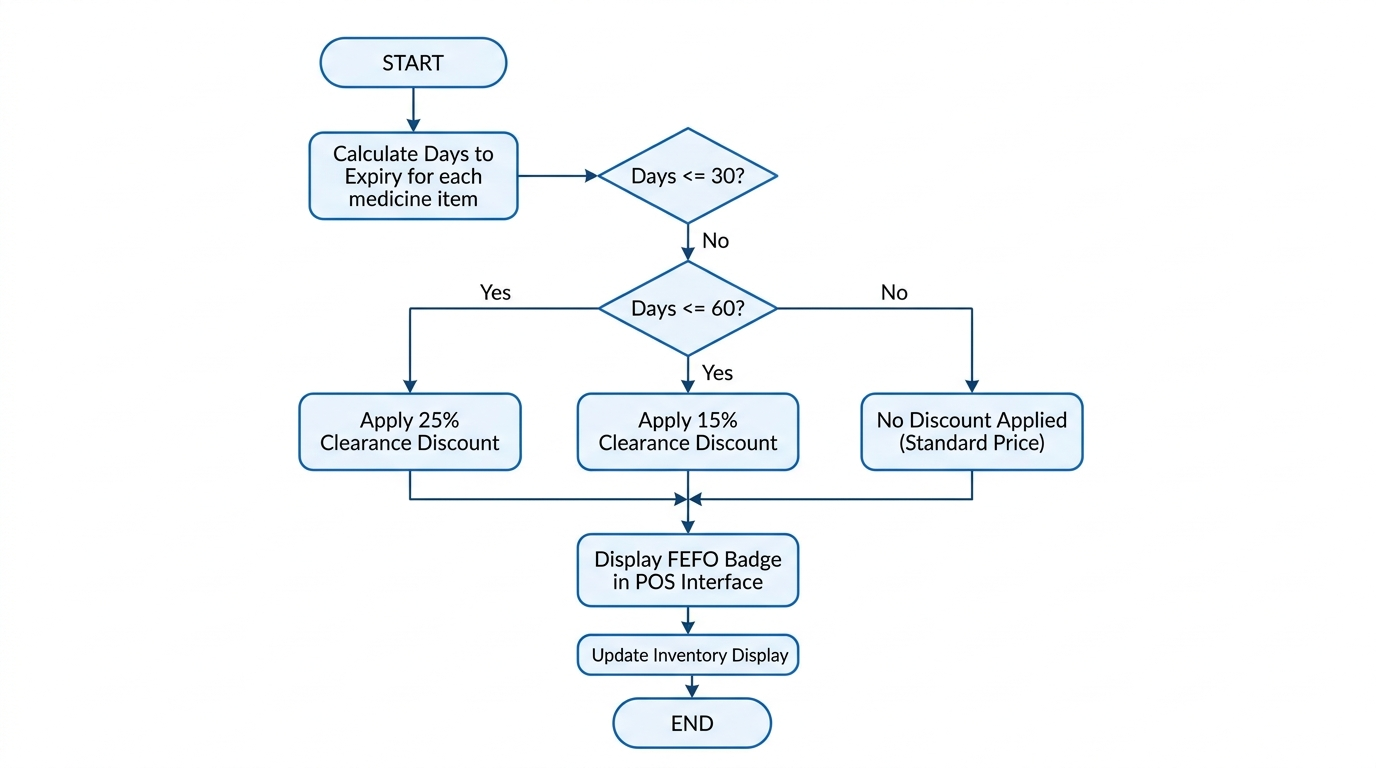 START
Calculate Days to
Expiry for each
medicine item
Days <= 30?
No
Days <= 60?
Yes
No
Yes
Apply 25%
Clearance Discount
Apply 15%
Clearance Discount
No Discount Applied
(Standard Price)
Display FEFO Badge
in POS Interface
Update Inventory Display
END